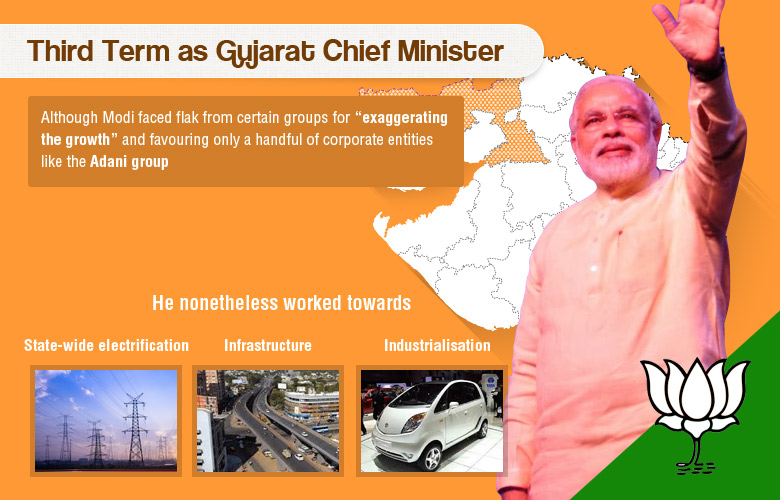 Third Term as Gujarat Chief Minister
Although Modi faced flak from certain groups for “exaggerating
the growth” and favouring only a handful of corporate entities
like the Adani group
He nonetheless worked towards
State-wide electrification
Infrastructure
Industrialisation